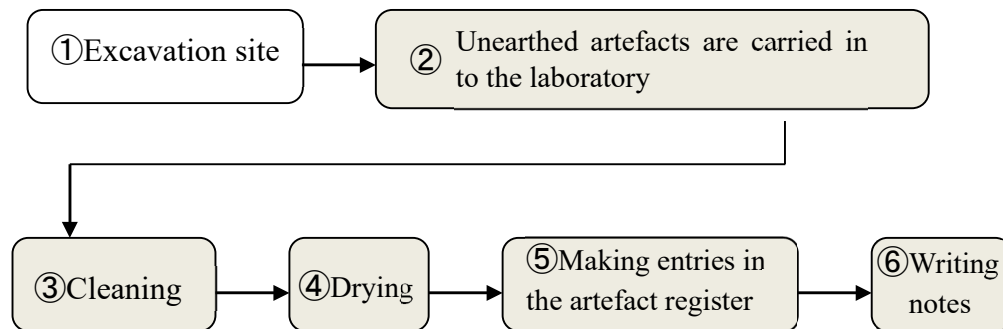 ①Excavation site
② Unearthed artefacts are carried in
to the laboratory
③Cleaning
④Drying
⑤Making entries in
the artefact register
⑥Writing
notes